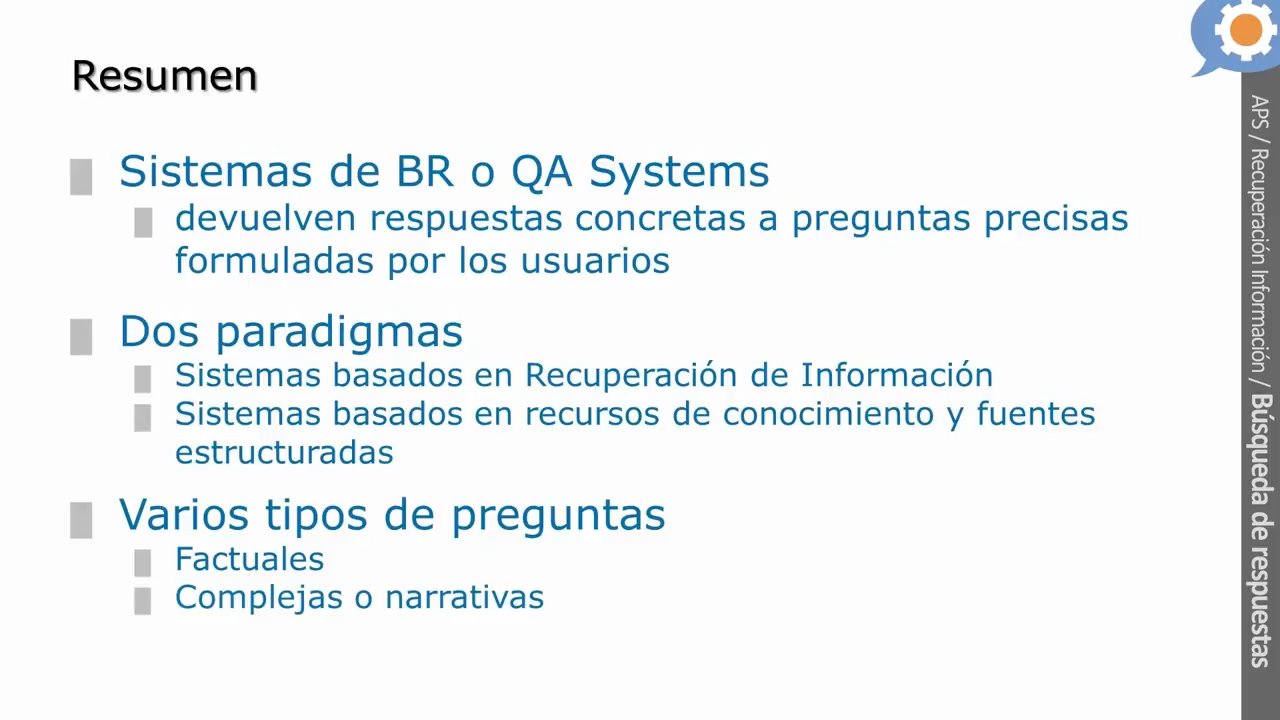 Resumen
Sistemas de BR o QA Systems
devuelven respuestas concretas a preguntas precisas
formuladas por los usuarios
Dos paradigmas
Sistemas basados en Recuperación de Información
Sistemas basados en recursos de conocimiento y fuentes
estructuradas
Varios tipos de preguntas
Factuales
Complejas o narrativas
APS / Recuperación Información / Búsqueda de respuestas